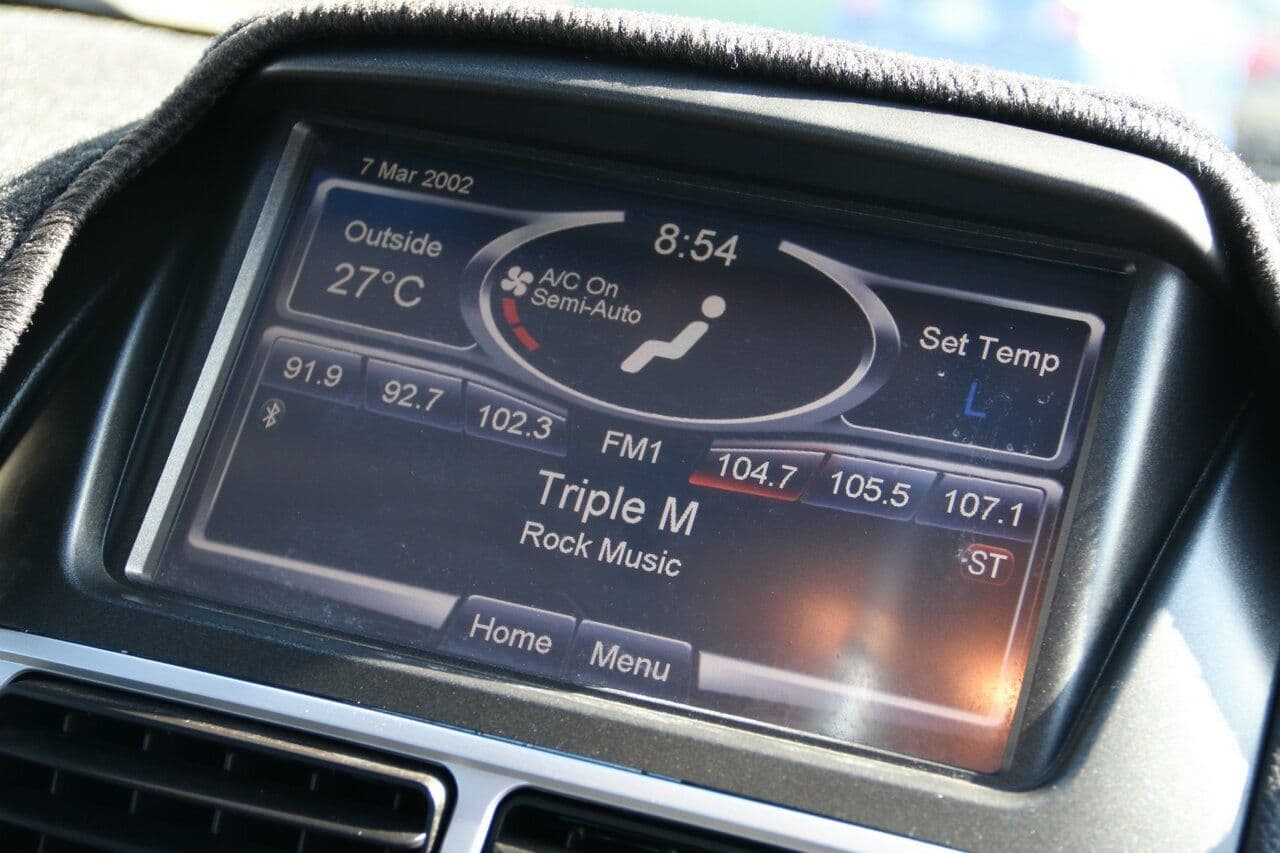 7 Mar 2002
8:54
Outside
27°C
A/C On
Semi-Auto
Set Temp
L
91.9
92.7
102.3
FM1
104.7
105.5
107.1
Triple M
Rock Music
ST
Home
Menu